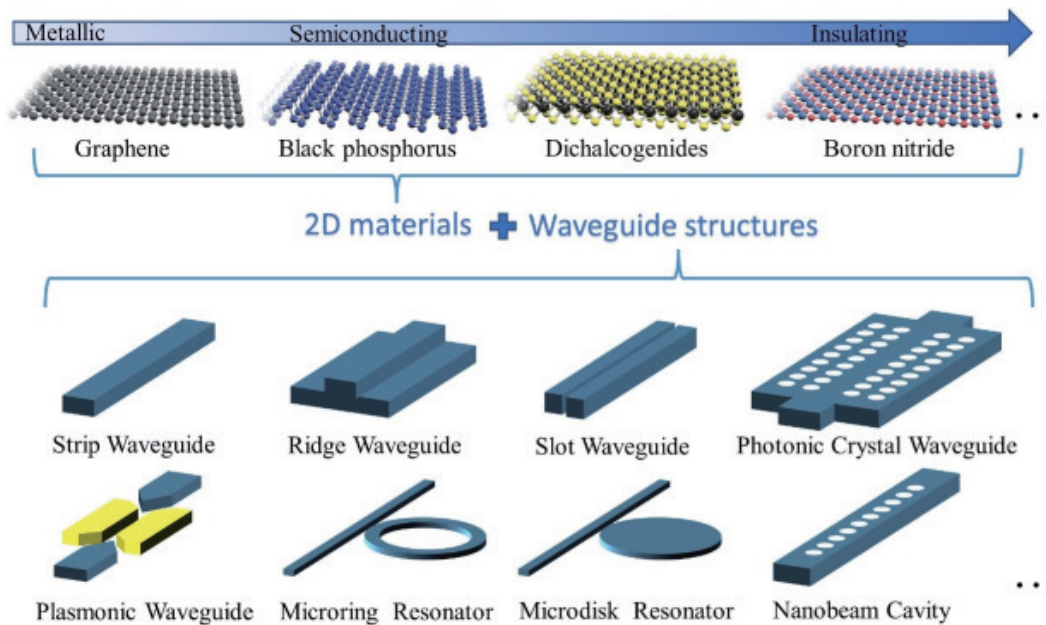 Metallic Semiconducting Insulating
Graphene Black phosphorus Dichalcogenides Boron nitride
2D materials + Waveguide structures
Strip Waveguide Ridge Waveguide Slot Waveguide Photonic Crystal Waveguide
Plasmonic Waveguide Microring Resonator Microdisk Resonator Nanobeam Cavity